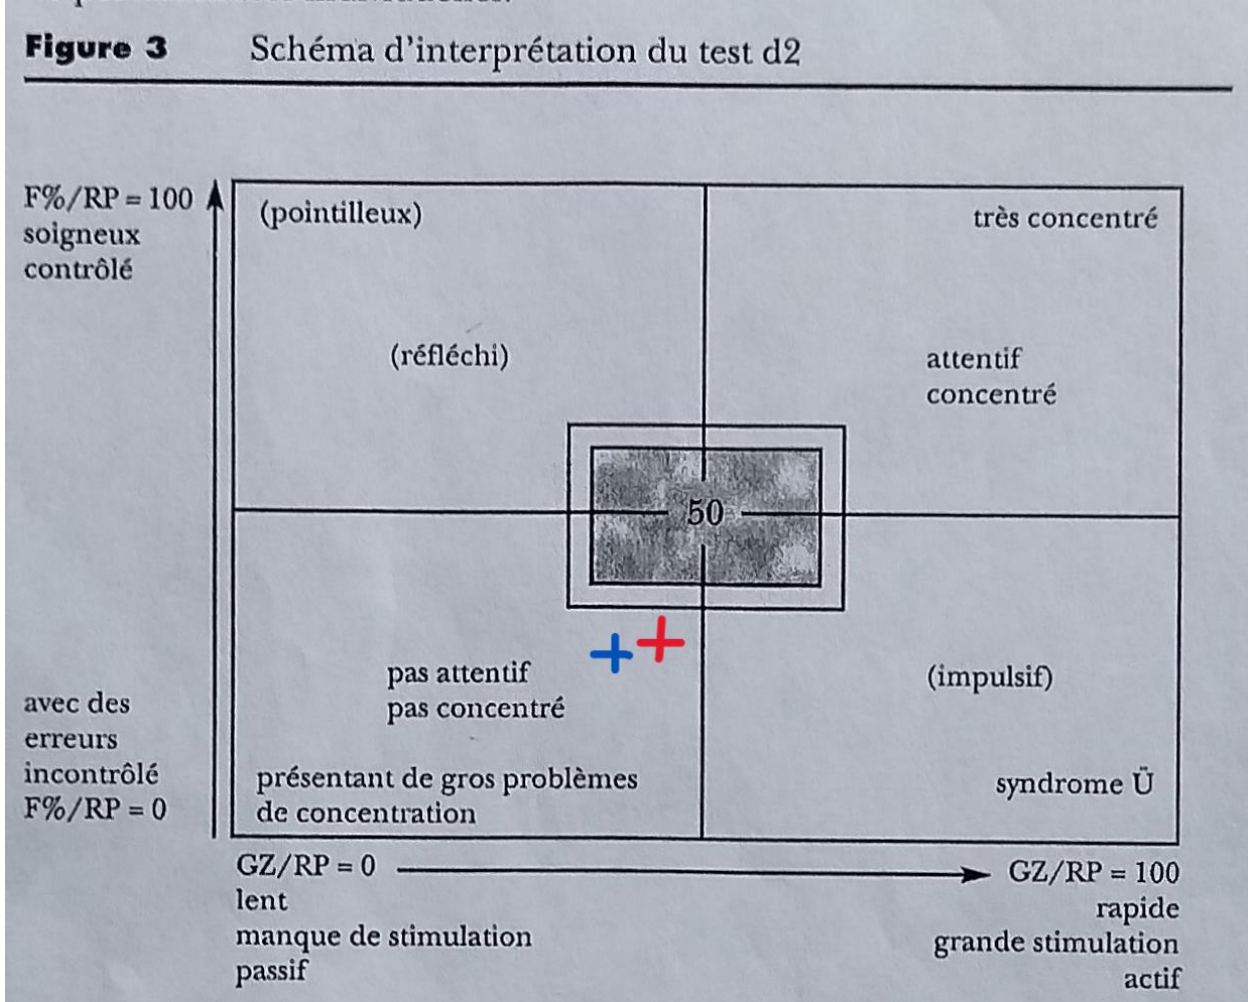 Figure 3 Schéma d'interprétation du test d2
F%/RP = 100
soigneux
contrôlé
(pointilleux)
très concentré
(réfléchi)
attentif
concentré
50
pas attentif
pas concentré
(impulsif)
avec des
erreurs
incontrôlé
F%/RP = 0
présentant de gros problèmes
de concentration
syndrome Ü
GZ/RP = 0
lent
manque de stimulation
passif
GZ/RP = 100
rapide
grande stimulation
actif